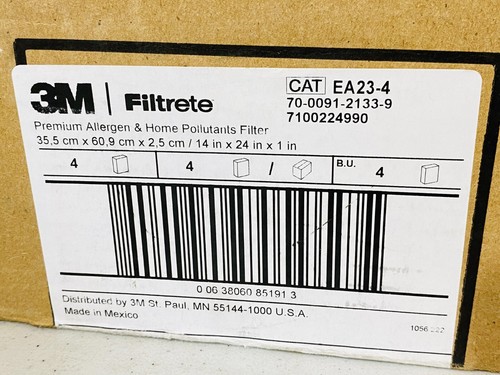 3M | Filtrete
CAT EA23-4
70-0091-2133-9
7100224990
Premium Allergen & Home Pollutants Filter
35,5 cm x 60,9 cm x 2,5 cm / 14 in x 24 in x 1 in
4 4 / B.U. 4
0 06 38060 85191 3
Distributed by 3M St. Paul, MN 55144-1000 U.S.A.
Made in Mexico